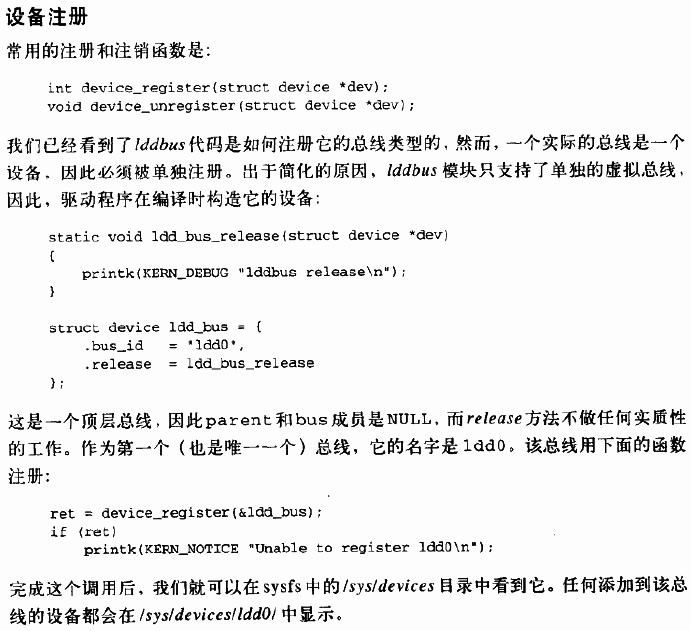 设备注册
常用的注册和注销函数是：
int device_register(struct device *dev);
void device_unregister(struct device *dev);
我们已经看到了lddbus代码是如何注册它的总线类型的，然而，一个实际的总线是一个
设备，因此必须被单独注册。出于简化的原因，lddbus 模块只支持了单独的虚拟总线，
因此，驱动程序在编译时构造它的设备：
static void ldd_bus_release(struct device *dev)
{
    printk(KERN_DEBUG "lddbus release\n");
}
struct device ldd_bus = {
    .bus_id   = "ldd0",
    .release  = ldd_bus_release
};
这是一个顶层总线，因此parent和bus成员是NULL，而release方法不做任何实质性
的工作。作为第一个（也是唯一一个）总线，它的名字是ldd0。该总线用下面的函数
注册：
ret = device_register(&ldd_bus);
if (ret)
    printk(KERN_NOTICE "Unable to register ldd0\n");
完成这个调用后，我们就可以在sysfs中的/sys/devices目录中看到它。任何添加到该总
线的设备都会在/sys/devices/ldd0/中显示。